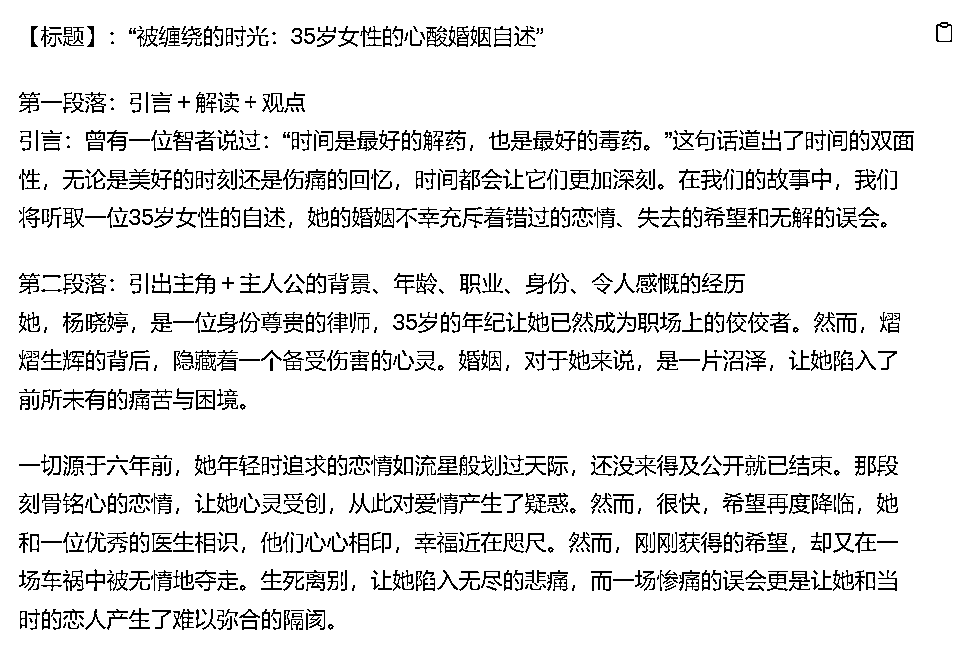 【标题】:“被缠绕的时光:35岁女性的心酸婚姻自述”
第一段落:引言+解读+观点
引言:曾有一位智者说过:“时间是最好的解药,也是最好的毒药。”这句话道出了时间的双面
性,无论是美好的时刻还是伤痛的回忆,时间都会让它们更加深刻。在我们的故事中,我们
将听取一位35岁女性的自述,她的婚姻不幸充斥着错过的恋情、失去的希望和无解的误会。
第二段落:引出主角+主人公的背景、年龄、职业、身份、令人感慨的经历
她,杨晓婷,是一位身份尊贵的律师,35岁的年纪让她已然成为职场上的佼佼者。然而,熠
熠生辉的背后,隐藏着一个备受伤害的心灵。婚姻,对于她来说,是一片沼泽,让她陷入了
前所未有的痛苦与困境。
一切源于六年前,她年轻时追求的恋情如流星般划过天际,还没来得及公开就已结束。那段
刻骨铭心的恋情,让她心灵受创,从此对爱情产生了疑惑。然而,很快,希望再度降临,她
和一位优秀的医生相识,他们心心相印,幸福近在咫尺。然而,刚刚获得的希望,却又在一
场车祸中被无情地夺走。生死离别,让她陷入无尽的悲痛,而一场惨痛的误会更是让她和当
时的恋人产生了难以弥合的隔阂。